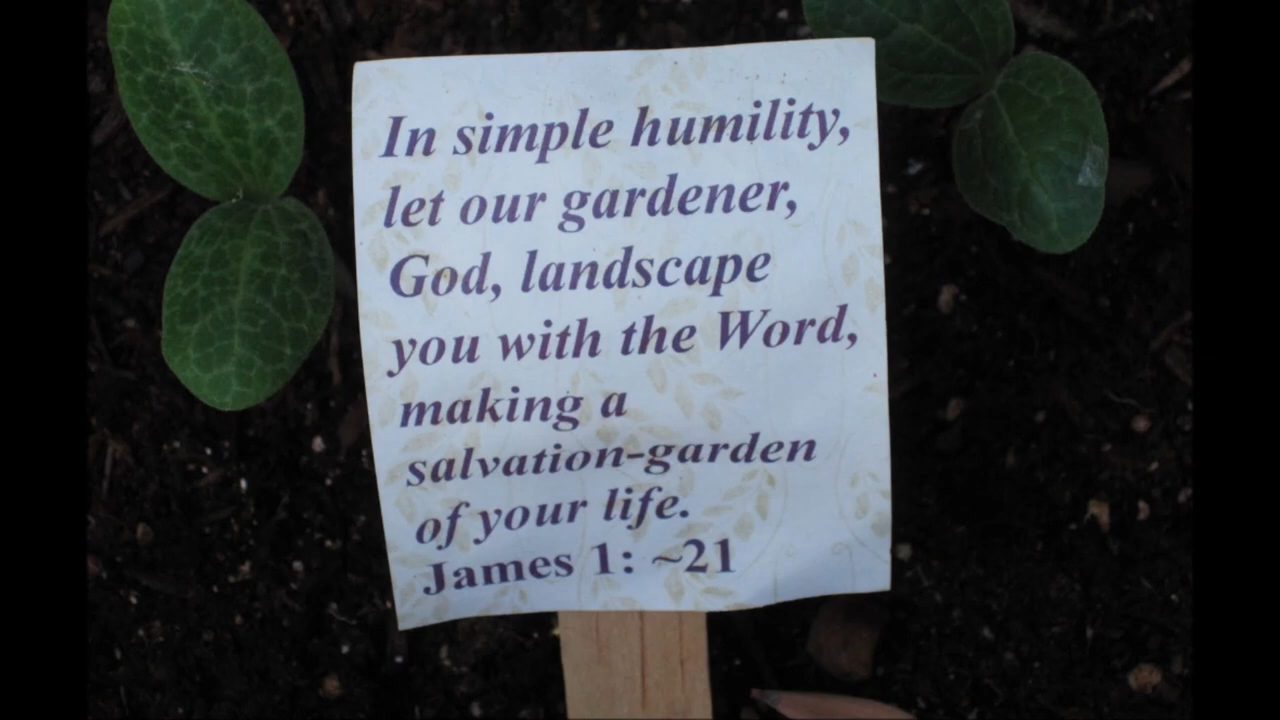 In simple humility,
let our gardener,
God, landscape
you with the Word,
making a
salvation-garden
of your life.
James 1: ~21